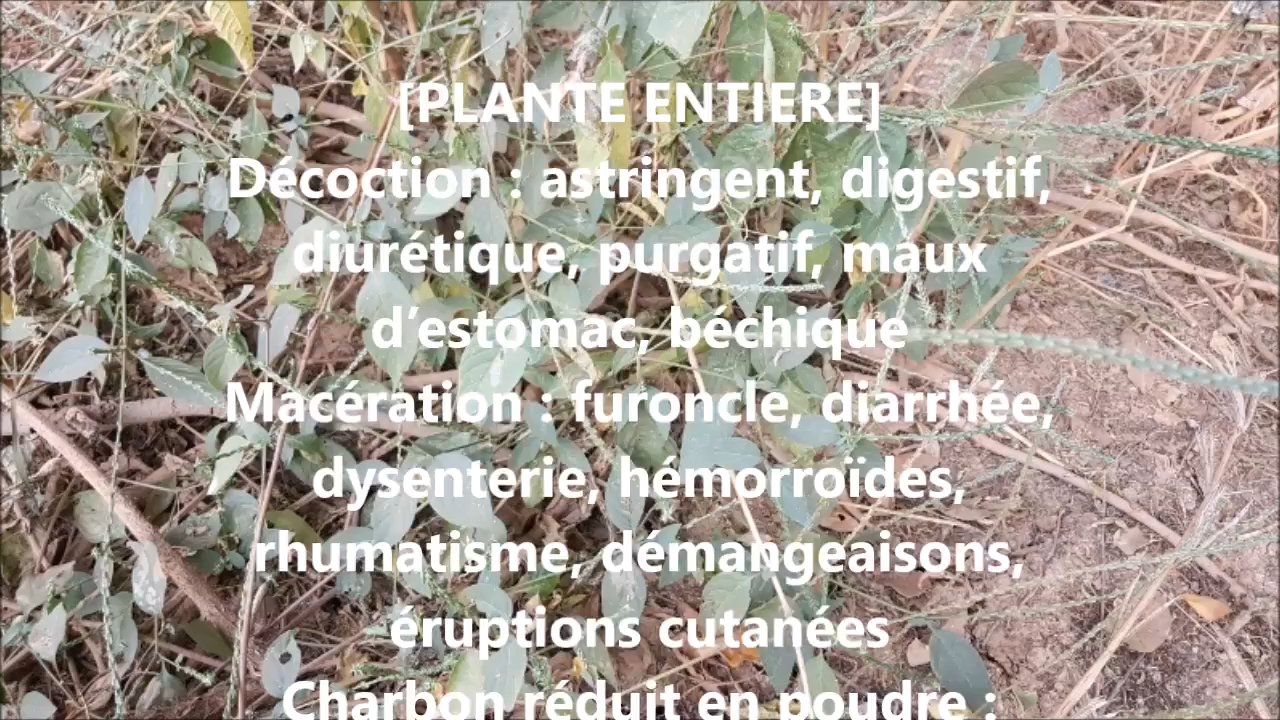 [PLANTE ENTIERE]
Décoction : astringent, digestif,
diurétique, purgatif, maux
d’estomac, béchique
Macération : furoncle, diarrhée,
dysenterie, hémorroïdes,
rhumatisme, démangeaisons,
éruptions cutanées
Charbon réduit en poudre :